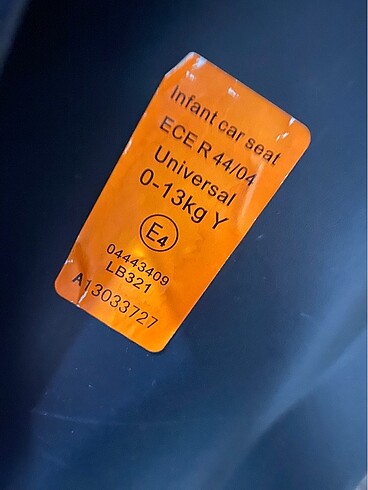 Infant car seat
ECE R 44/04
Universal
0-13kg Y
E4
04443409
LB321
A13033727